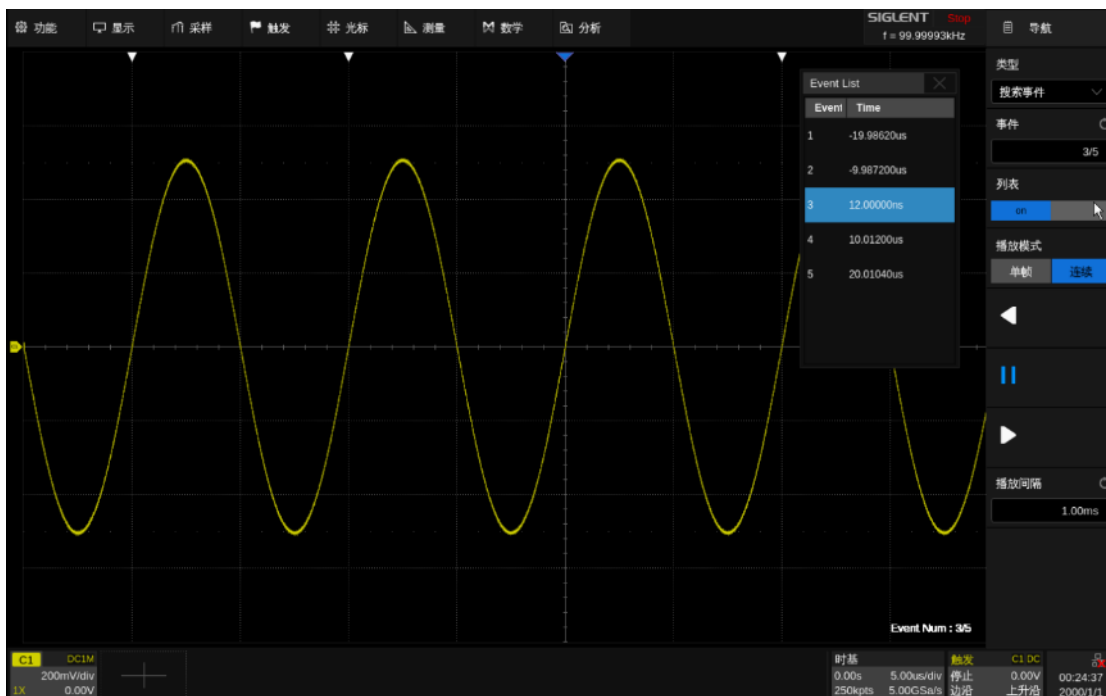 功能 显示 采样 触发 光标 测量 数学 分析
SIGLENT Stop
f = 99.99993kHz
导航
类型
搜索事件
事件
3/5
列表
on
播放模式
单帧 连续
播放间隔
1.00ms
Event List
Event Time
1 -19.98620us
2 -9.987200us
3 12.00000ns
4 10.01200us
5 20.01040us
Event Num : 3/5
C1 DC1M
200mV/div
1X 0.00V
时基
0.00s 5.00us/div
250kpts 5.00GSa/s
触发 C1 DC
停止 0.00V
边沿 上升沿
00:24:37